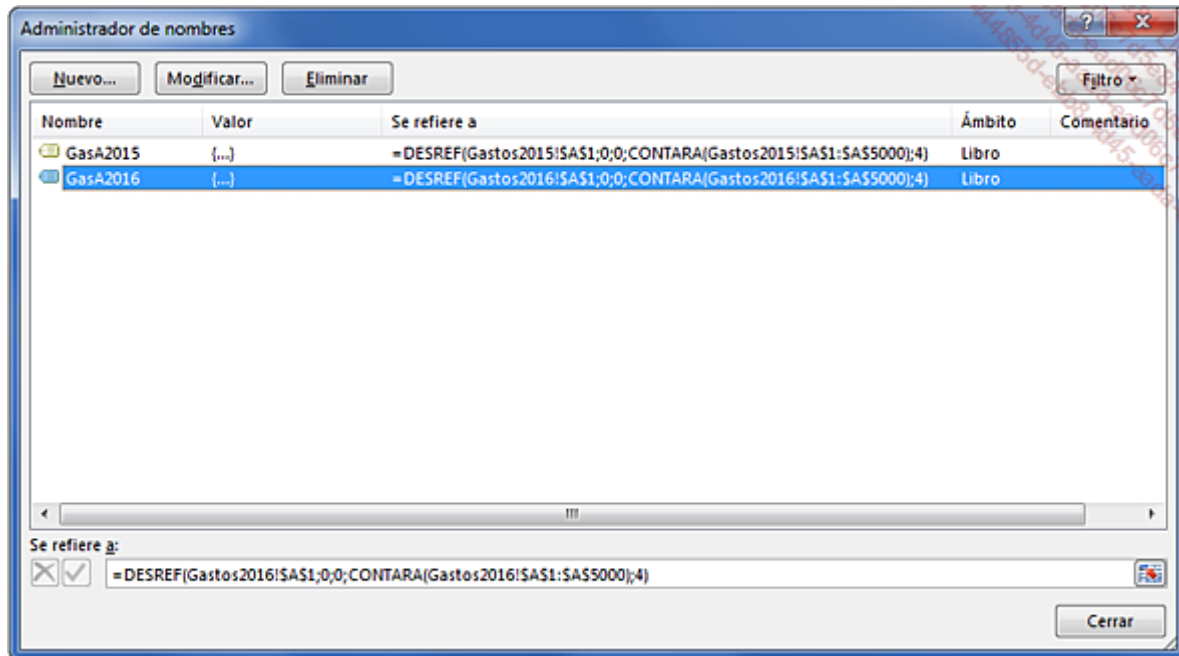 Administrador de nombres
?
Nuevo... Modificar... Eliminar Filtro
Nombre Valor Se refiere a Ámbito Comentario
GasA2015 {...} =DESREF(Gastos2015!$A$1;0;0;CONTARA(Gastos2015!$A$1:$A$5000);4) Libro
GasA2016 {...} =DESREF(Gastos2016!$A$1;0;0;CONTARA(Gastos2016!$A$1:$A$5000);4) Libro
Se refiere a:
=DESREF(Gastos2016!$A$1;0;0;CONTARA(Gastos2016!$A$1:$A$5000);4)
Cerrar